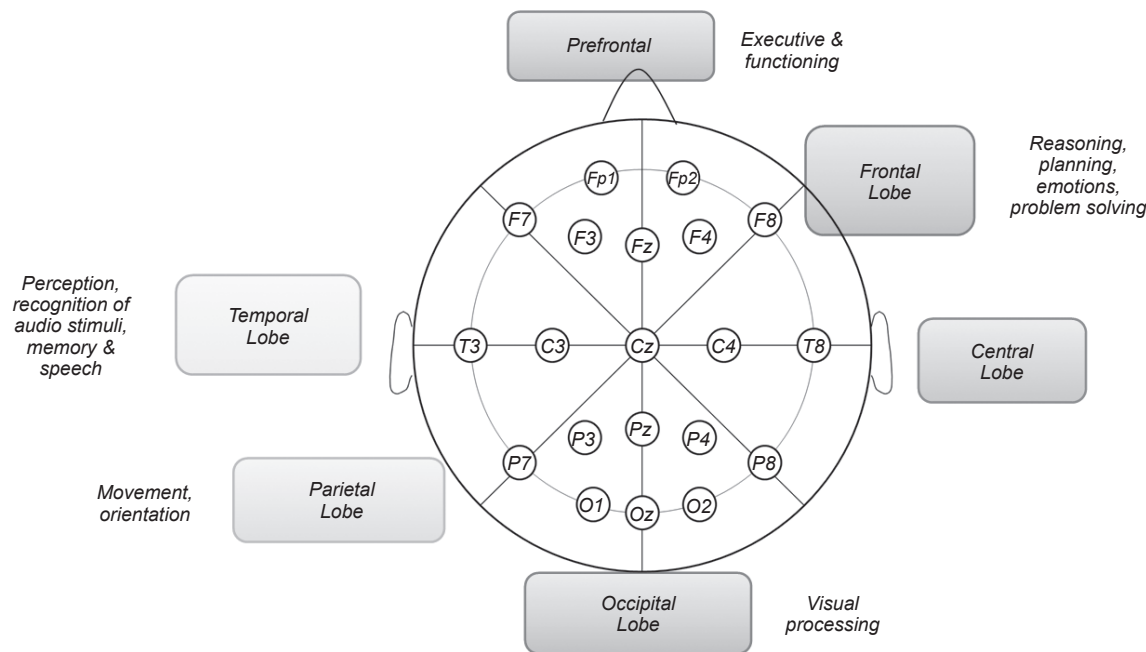 Prefrontal
Executive &
functioning
Reasoning,
planning,
emotions,
problem solving
Frontal
Lobe
Fp1 Fp2
F7 F3 Fz F4 F8
Perception,
recognition of
audio stimuli,
memory &
speech
Temporal
Lobe
T3 C3 Cz C4 T8
Central
Lobe
P7 P3 Pz P4 P8
Movement,
orientation
Parietal
Lobe
O1 Oz O2
Occipital
Lobe
Visual
processing